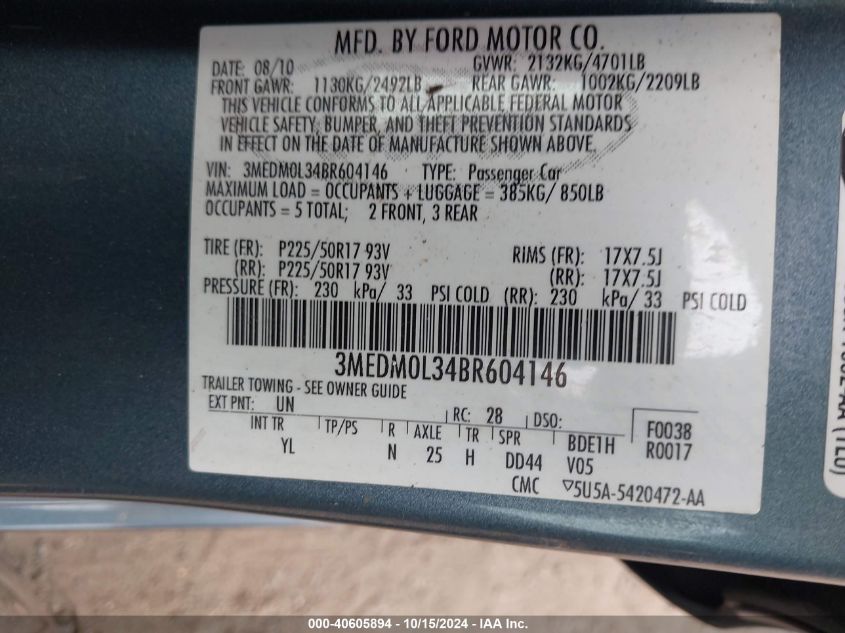 MFD. BY FORD MOTOR CO.
DATE: 08/10 GVWR: 2132KG/4701LB
FRONT GAWR: 1130KG/2492LB REAR GAWR: 1002KG/2209LB
THIS VEHICLE CONFORMS TO ALL APPLICABLE FEDERAL MOTOR
VEHICLE SAFETY, BUMPER, AND THEFT PREVENTION STANDARDS
IN EFFECT ON THE DATE OF MANUFACTURE SHOWN ABOVE.
VIN: 3MEDM0L34BR604146 TYPE: Passenger Car
MAXIMUM LOAD = OCCUPANTS + LUGGAGE = 385KG/ 850LB
OCCUPANTS = 5 TOTAL; 2 FRONT, 3 REAR
TIRE (FR): P225/50R17 93V RIMS (FR): 17X7.5J
(RR): P225/50R17 93V (RR): 17X7.5J
PRESSURE (FR): 230 kPa/ 33 PSI COLD (RR): 230 kPa/ 33 PSI COLD
3MEDM0L34BR604146
TRAILER TOWING - SEE OWNER GUIDE
EXT PNT: UN RC: 28 DSO: F0038
INT TR TP/PS R AXLE TR SPR BDE1H R0017
YL N 25 H DD44 V05
CMC ▽5U5A-5420472-AA
000-40605894 - 10/15/2024 - IAA Inc.